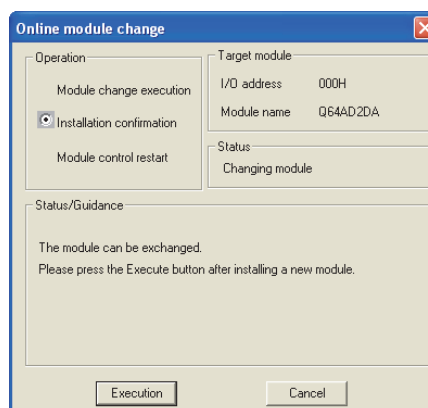 Online module change
Operation
Module change execution
Installation confirmation
Module control restart
Target module
I/O address 000H
Module name Q64AD2DA
Status
Changing module
Status/Guidance
The module can be exchanged.
Please press the Execute button after installing a new module.
Execution
Cancel